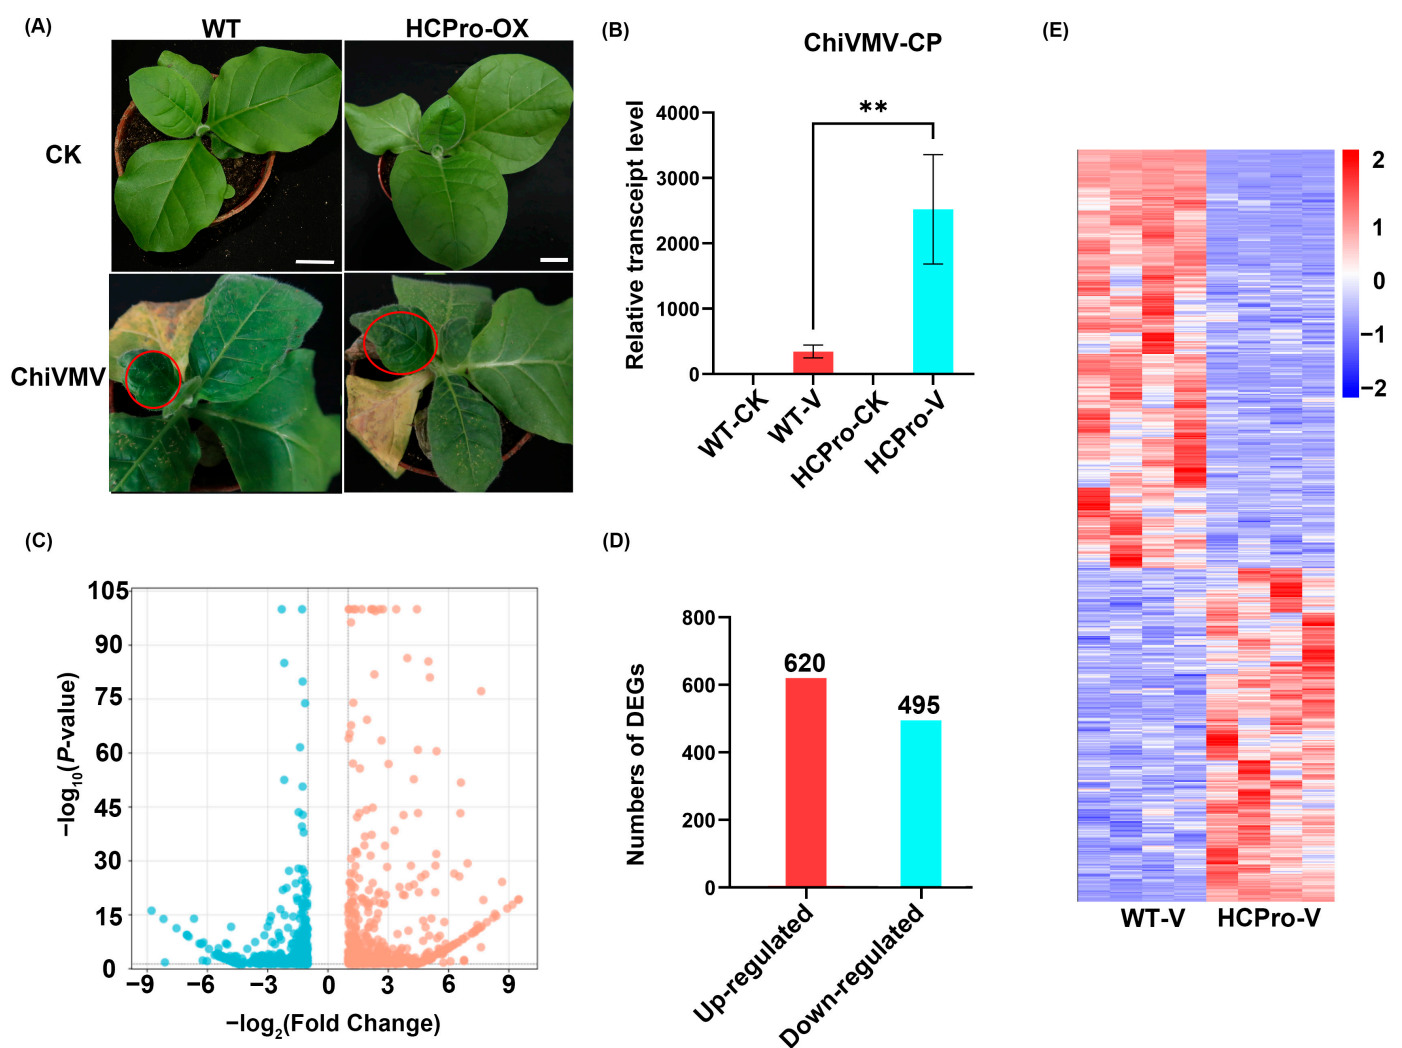 (A)
WT
HCPro-OX
CK
ChiVMV
(B)
ChiVMV-CP
Relative transceipt level
4000
3000
2000
1000
0
**
WT-CK
WT-V
HCPro-CK
HCPro-V
(C)
−log10(P-value)
105
90
75
60
45
30
15
0
−9
−6
−3
0
3
6
9
−log2(Fold Change)
(D)
Numbers of DEGs
800
600
400
200
0
620
495
Up-regulated
Down-regulated
(E)
2
1
0
−1
−2
WT-V
HCPro-V